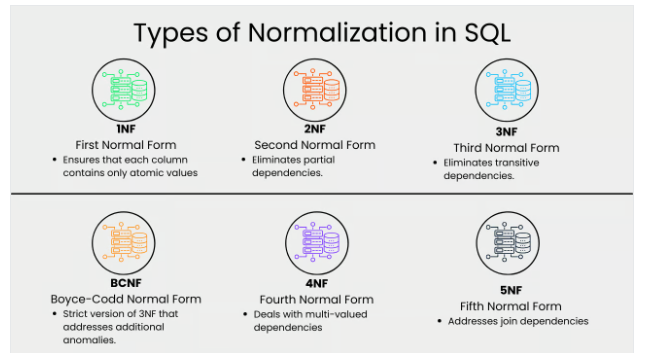 Types of Normalization in SQL
1NF
First Normal Form
• Ensures that each column
contains only atomic values
2NF
Second Normal Form
• Eliminates partial
dependencies.
3NF
Third Normal Form
• Eliminates transitive
dependencies.
BCNF
Boyce-Codd Normal Form
• Strict version of 3NF that
addresses additional
anomalies.
4NF
Fourth Normal Form
• Deals with multi-valued
dependencies
5NF
Fifth Normal Form
• Addresses join dependencies